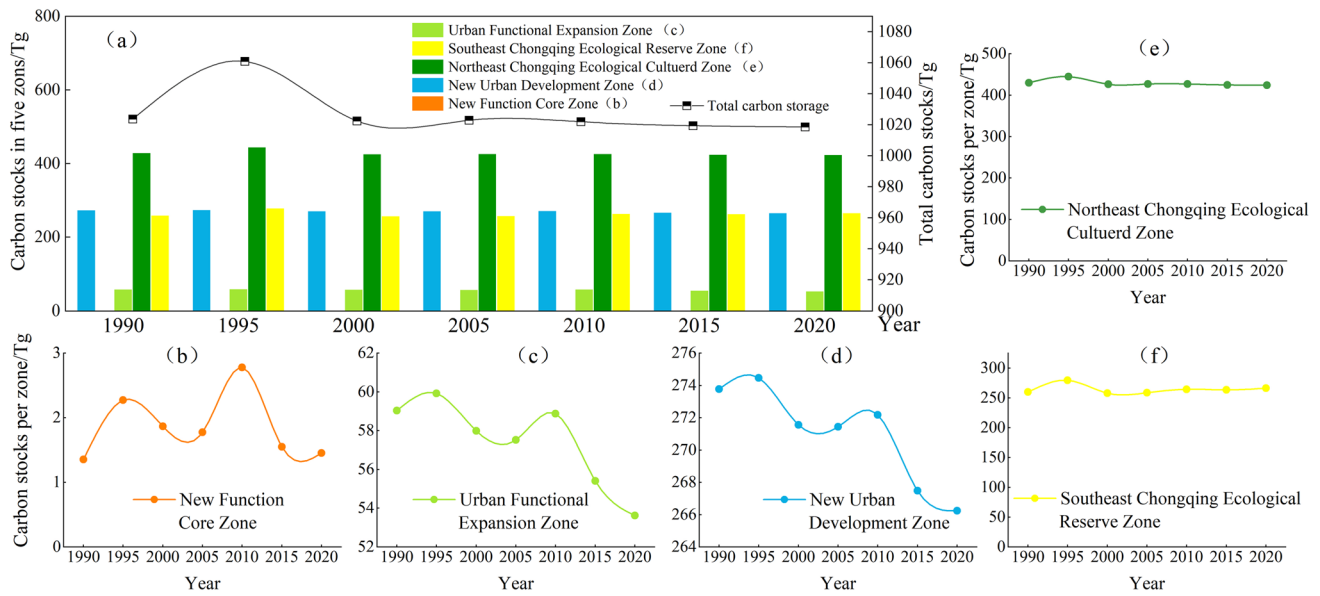 (a)
Carbon stocks in five zons/Tg
800
600
400
200
0
Urban Functional Expansion Zone（c）
Southeast Chongqing Ecological Reserve Zone（f）
Northeast Chongqing Ecological Cultuerd Zone（e）
New Urban Development Zone（d）
New Function Core Zone（b）
Total carbon storage
1080
1060
1040
1020
1000
980
960
940
920
900
Total carbon stocks/Tg
1990 1995 2000 2005 2010 2015 2020 Year
（e）
Carbon stocks per zone/Tg
500
400
300
200
100
0
Northeast Chongqing Ecological
Cultuerd Zone
1990 1995 2000 2005 2010 2015 2020
Year
（b）
Carbon stocks per zone/Tg
3
2
1
0
New Function
Core Zone
1990 1995 2000 2005 2010 2015 2020
Year
（c）
62
60
58
56
54
52
Urban Functional
Expansion Zone
1990 1995 2000 2005 2010 2015 2020
Year
（d）
276
274
272
270
268
266
264
New Urban
Development Zone
1990 1995 2000 2005 2010 2015 2020
Year
（f）
300
250
200
150
100
50
0
Southeast Chongqing Ecological
Reserve Zone
1990 1995 2000 2005 2010 2015 2020
Year